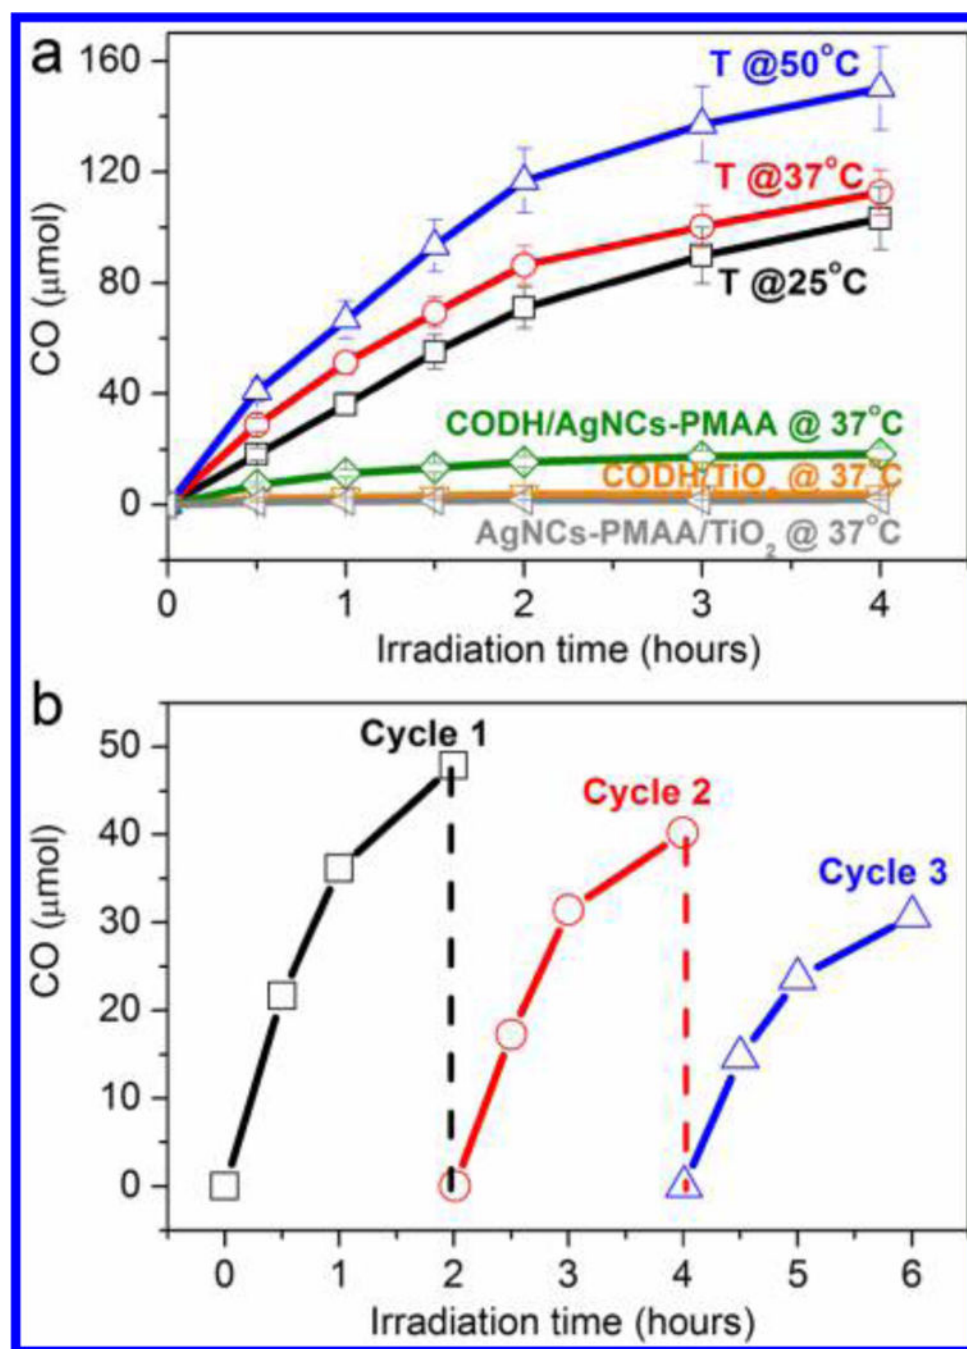 a
160
120
80
40
0
CO (μmol)
T @50°C
T @37°C
T @25°C
CODH/AgNCs-PMAA @ 37°C
CODH/TiO₂ @ 37°C
AgNCs-PMAA/TiO₂ @ 37°C
0 1 2 3 4
Irradiation time (hours)
b
50
40
30
20
10
0
CO (μmol)
Cycle 1
Cycle 2
Cycle 3
0 1 2 3 4 5 6
Irradiation time (hours)